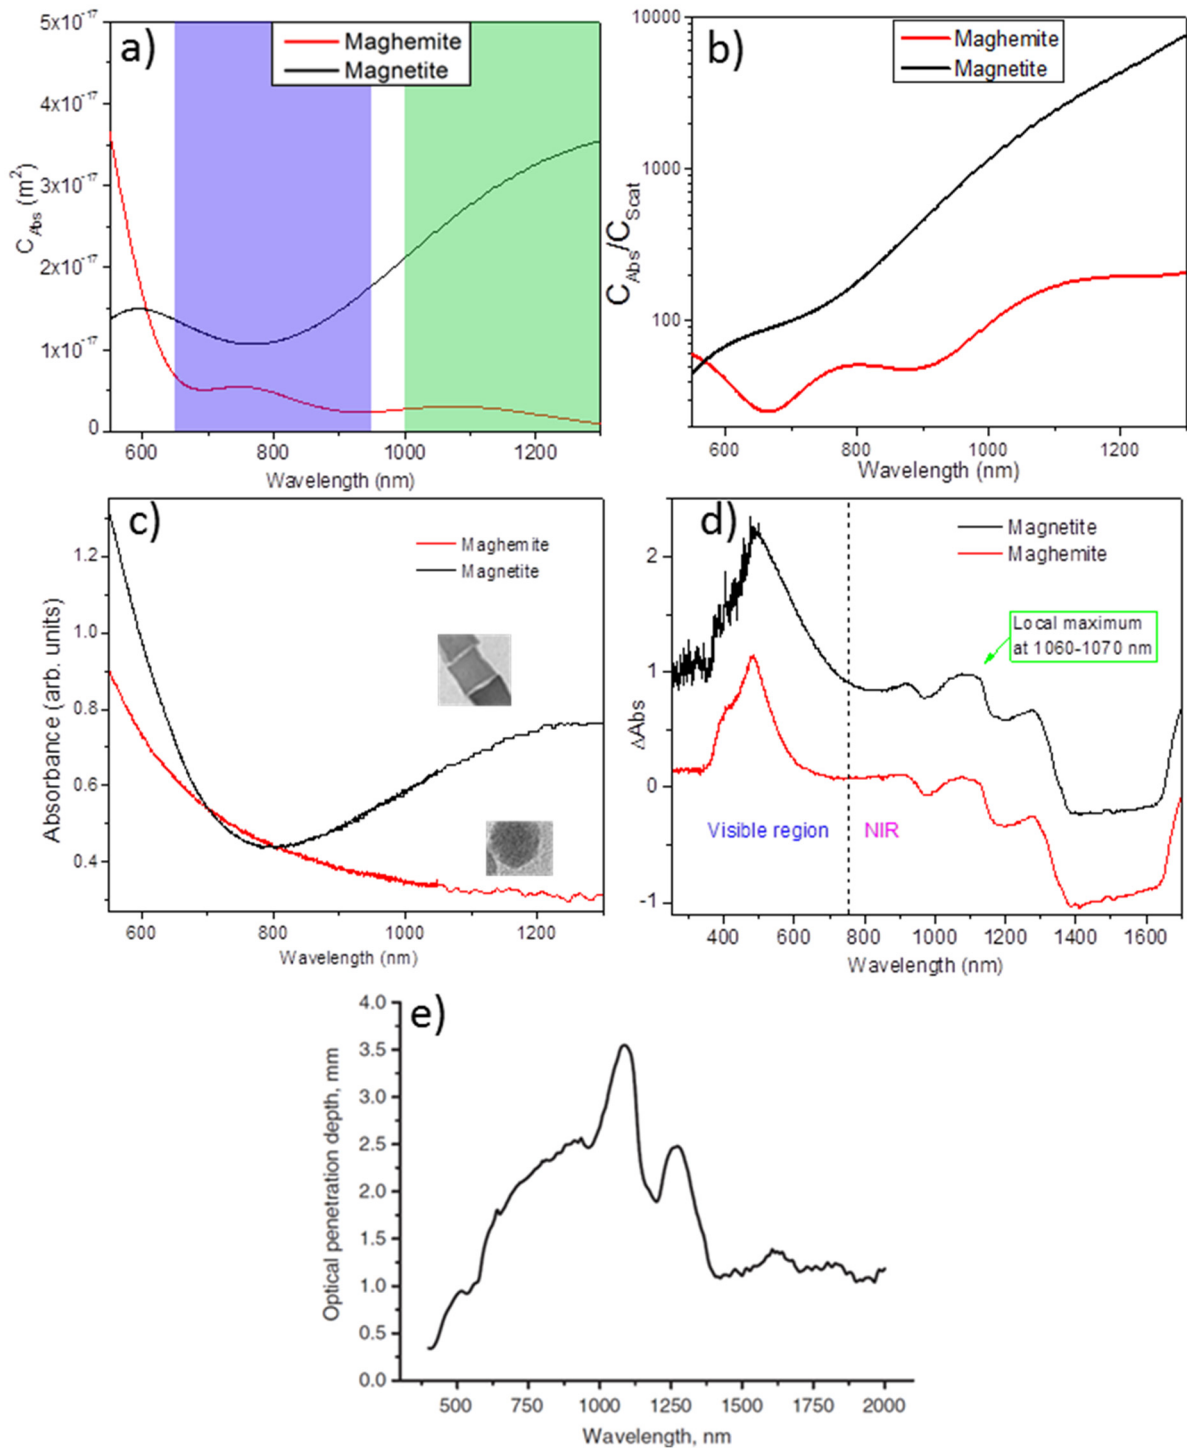 a)
Maghemite
Magnetite
5x10⁻¹⁷
4x10⁻¹⁷
3x10⁻¹⁷
2x10⁻¹⁷
1x10⁻¹⁷
0
C_Abs (m²)
600
800
1000
1200
Wavelength (nm)
b)
Maghemite
Magnetite
10000
1000
100
C_Abs/C_Scat
600
800
1000
1200
Wavelength (nm)
c)
Maghemite
Magnetite
1.2
1.0
0.8
0.6
0.4
Absorbance (arb. units)
600
800
1000
1200
Wavelength (nm)
d)
Magnetite
Maghemite
2
1
0
-1
ΔAbs
Local maximum
at 1060-1070 nm
Visible region
NIR
400
600
800
1000
1200
1400
1600
Wavelength (nm)
e)
4.0
3.5
3.0
2.5
2.0
1.5
1.0
0.5
0.0
Optical penetration depth, mm
500
750
1000
1250
1500
1750
2000
Wavelength, nm